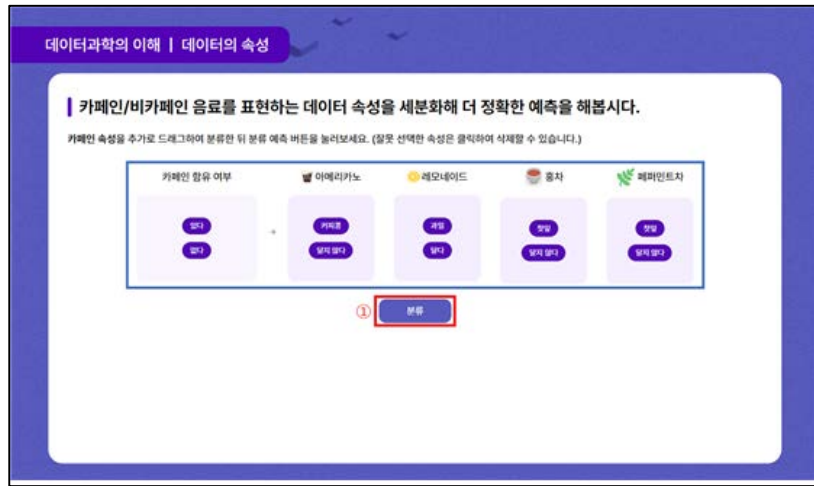 데이터과학의 이해 | 데이터의 속성
카페인/비카페인 음료를 표현하는 데이터 속성을 세분화해 더 정확한 예측을 해봅시다.
카페인 속성을 추가로 드래그하여 분류한 뒤 분류 예측 버튼을 눌러보세요. (잘못 선택한 속성은 클릭하여 삭제할 수 있습니다.)
카페인 함유 여부 아메리카노 레모네이드 홍차 페퍼민트차
있다 커피콩 과일 찻잎 찻잎
없다 달지 않다 달다 달지 않다 달지 않다
① 분류